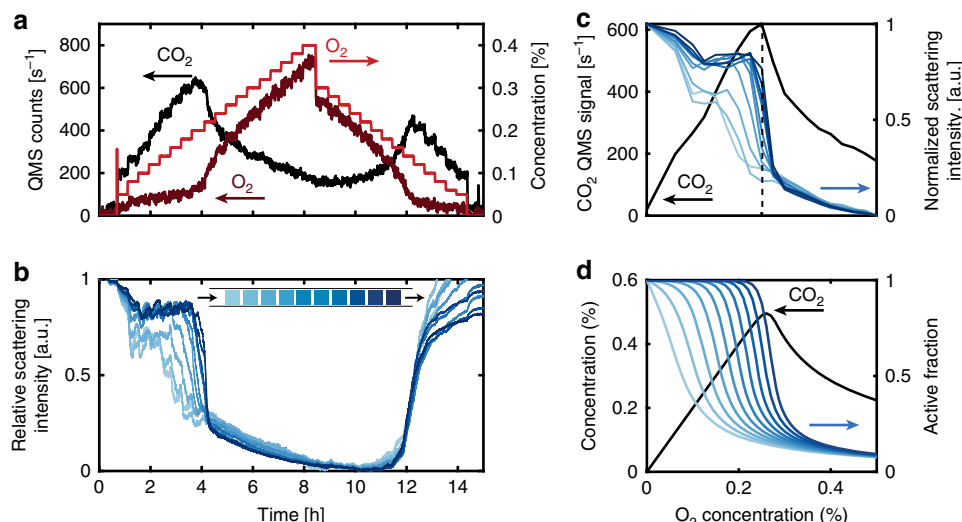 a
800
600
400
200
0
QMS counts [s⁻¹]
CO₂
O₂
O₂
0.4
0.3
0.2
0.1
0
Concentration [%]
b
1
0.5
0
Relative scattering
intensity [a.u.]
0 2 4 6 8 10 12 14
Time [h]
c
600
400
200
0
CO₂ QMS signal [s⁻¹]
CO₂
1
0.5
0
Normalized scattering
intensity. [a.u.]
d
0.6
0.4
0.2
0
Concentration (%)
CO₂
1
0.5
0
Active fraction
0 0.2 0.4
O₂ concentration (%)